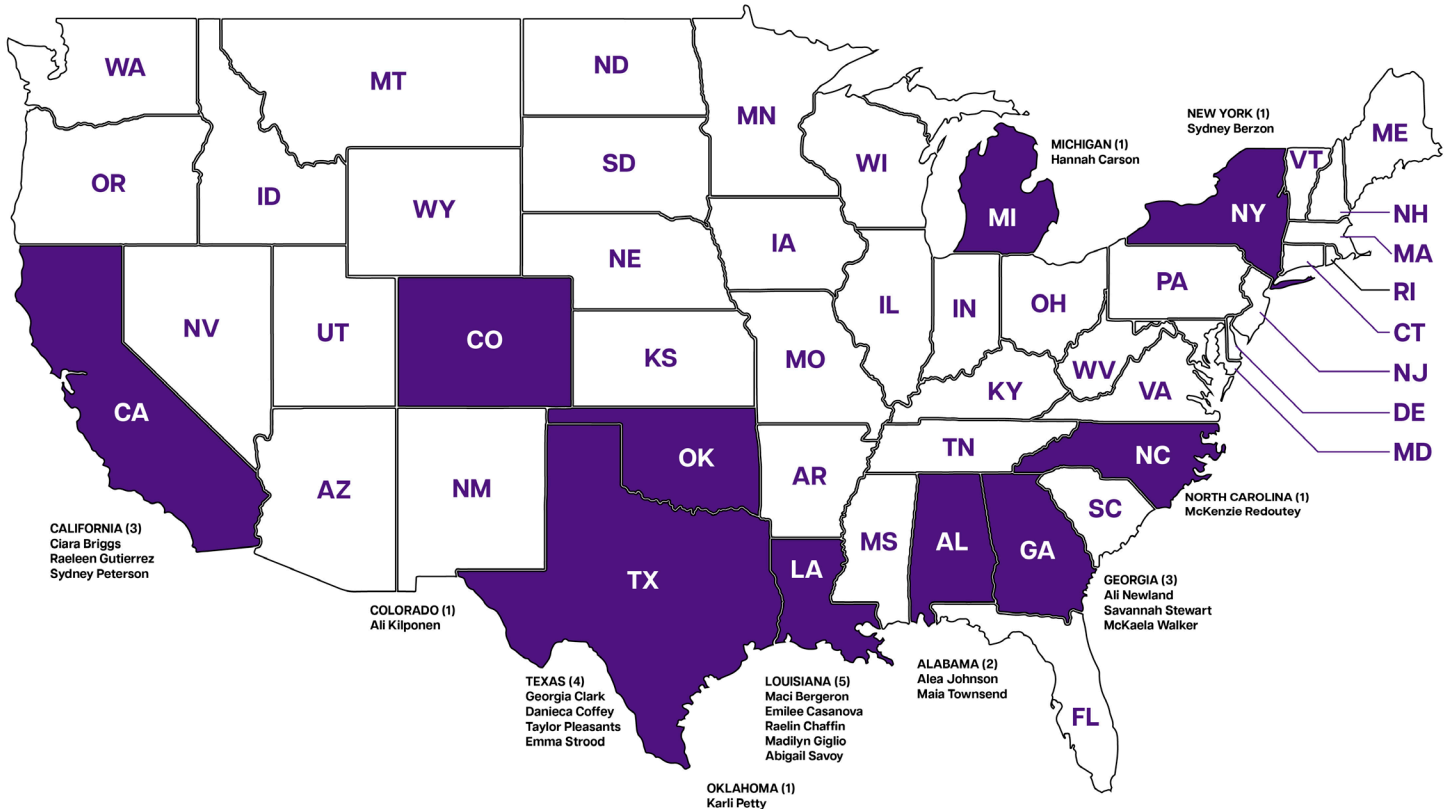 WA
MT
ND
MN
OR
ID
WY
SD
WI
MICHIGAN (1)
Hannah Carson
MI
NEW YORK (1)
Sydney Berzon
NY
VT
ME
NH
MA
RI
CT
NJ
DE
MD
NV
UT
CO
NE
IA
KS
MO
IL
IN
OH
PA
KY
WV
VA
CA
AZ
NM
OK
AR
TN
NC
SC
MS
AL
GA
TX
LA
FL
CALIFORNIA (3)
Ciara Briggs
Raeleen Gutierrez
Sydney Peterson
COLORADO (1)
Ali Kilponen
TEXAS (4)
Georgia Clark
Danieca Coffey
Taylor Pleasants
Emma Strood
OKLAHOMA (1)
Karli Petty
LOUISIANA (5)
Maci Bergeron
Emilee Casanova
Raelin Chaffin
Madilyn Giglio
Abigail Savoy
ALABAMA (2)
Alea Johnson
Maia Townsend
GEORGIA (3)
Ali Newland
Savannah Stewart
McKaela Walker
NORTH CAROLINA (1)
McKenzie Redoutey